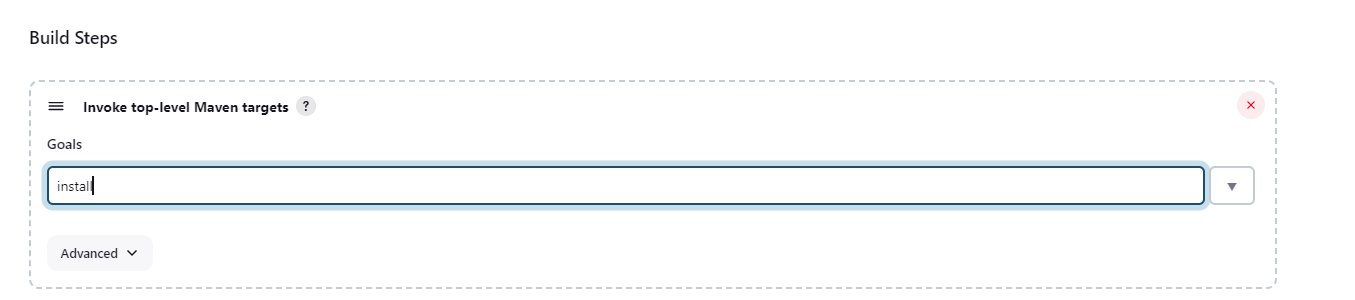 Build Steps
Invoke top-level Maven targets ?
Goals
install
Advanced